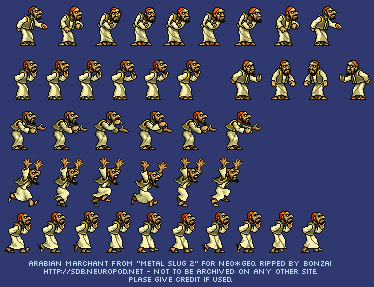 ARABIAN MARCHANT FROM "METAL SLUG 2" FOR NEO*GEO. RIPPED BY BONZAI
HTTP://SDB.NEUROPOD.NET - NOT TO BE ARCHIVED ON ANY OTHER SITE
PLASE GIVE CREDIT IF USED.